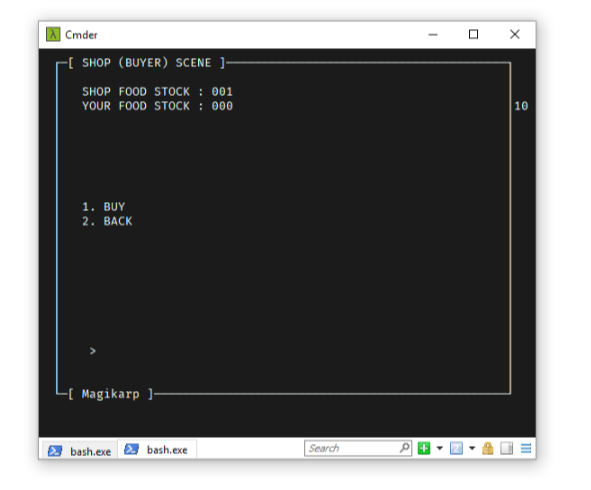 Cmder
[ SHOP (BUYER) SCENE ]
SHOP FOOD STOCK : 001
YOUR FOOD STOCK : 000
10
1. BUY
2. BACK
>
[ Magikarp ]
bash.exe
bash.exe
Search